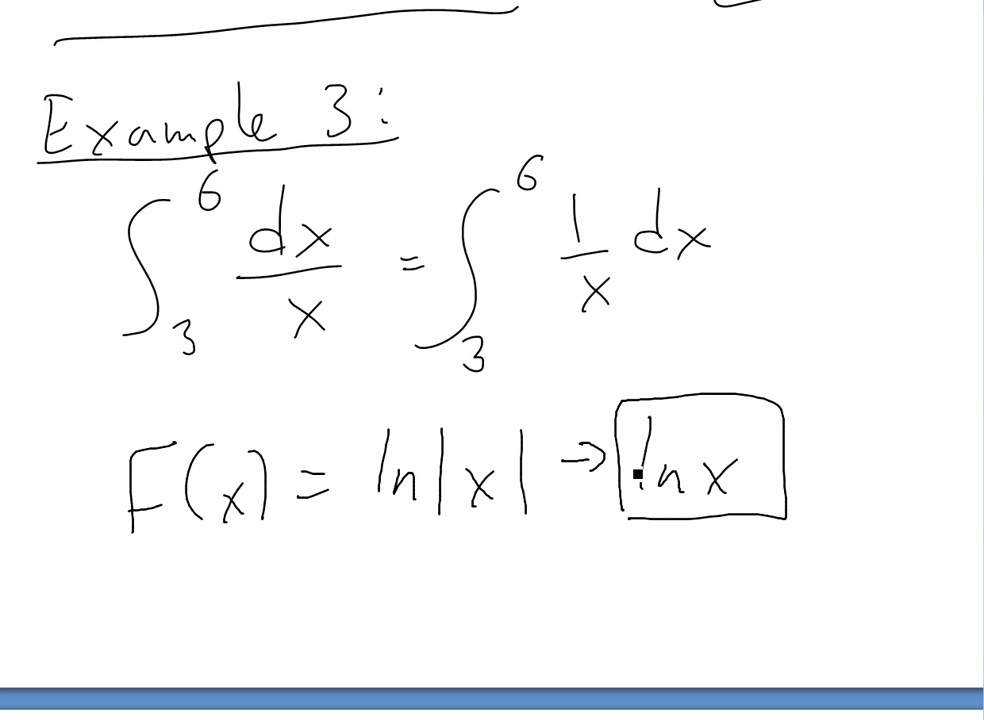 Example 3:
∫₃⁶ dx/x = ∫₃⁶ 1/x dx
F(x) = ln|x| → ln x